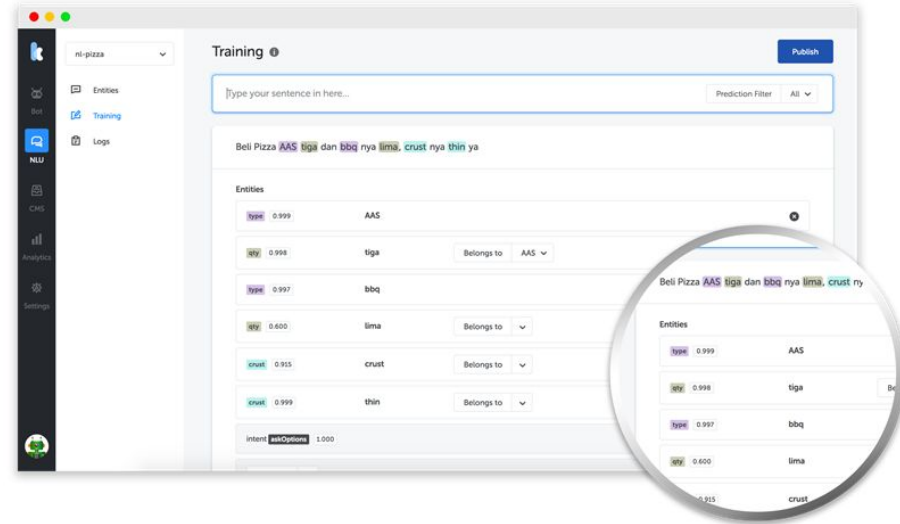 nl-pizza
Training
Publish
Bot
NLU
CMS
Analytics
Settings
Entities
Training
Logs
Type your sentence in here...
Prediction Filter All
Beli Pizza AAS tiga dan bbq nya lima, crust nya thin ya
Entities
type 0.999 AAS
qty 0.998 tiga Belongs to AAS
type 0.997 bbq
qty 0.600 lima Belongs to
crust 0.915 crust Belongs to
crust 0.999 thin Belongs to
intent askOptions 1.000
Beli Pizza AAS tiga dan bbq nya lima, crust ny
Entities
type 0.999 AAS
qty 0.998 tiga Be
type 0.997 bbq
qty 0.600 lima
0.915 crust